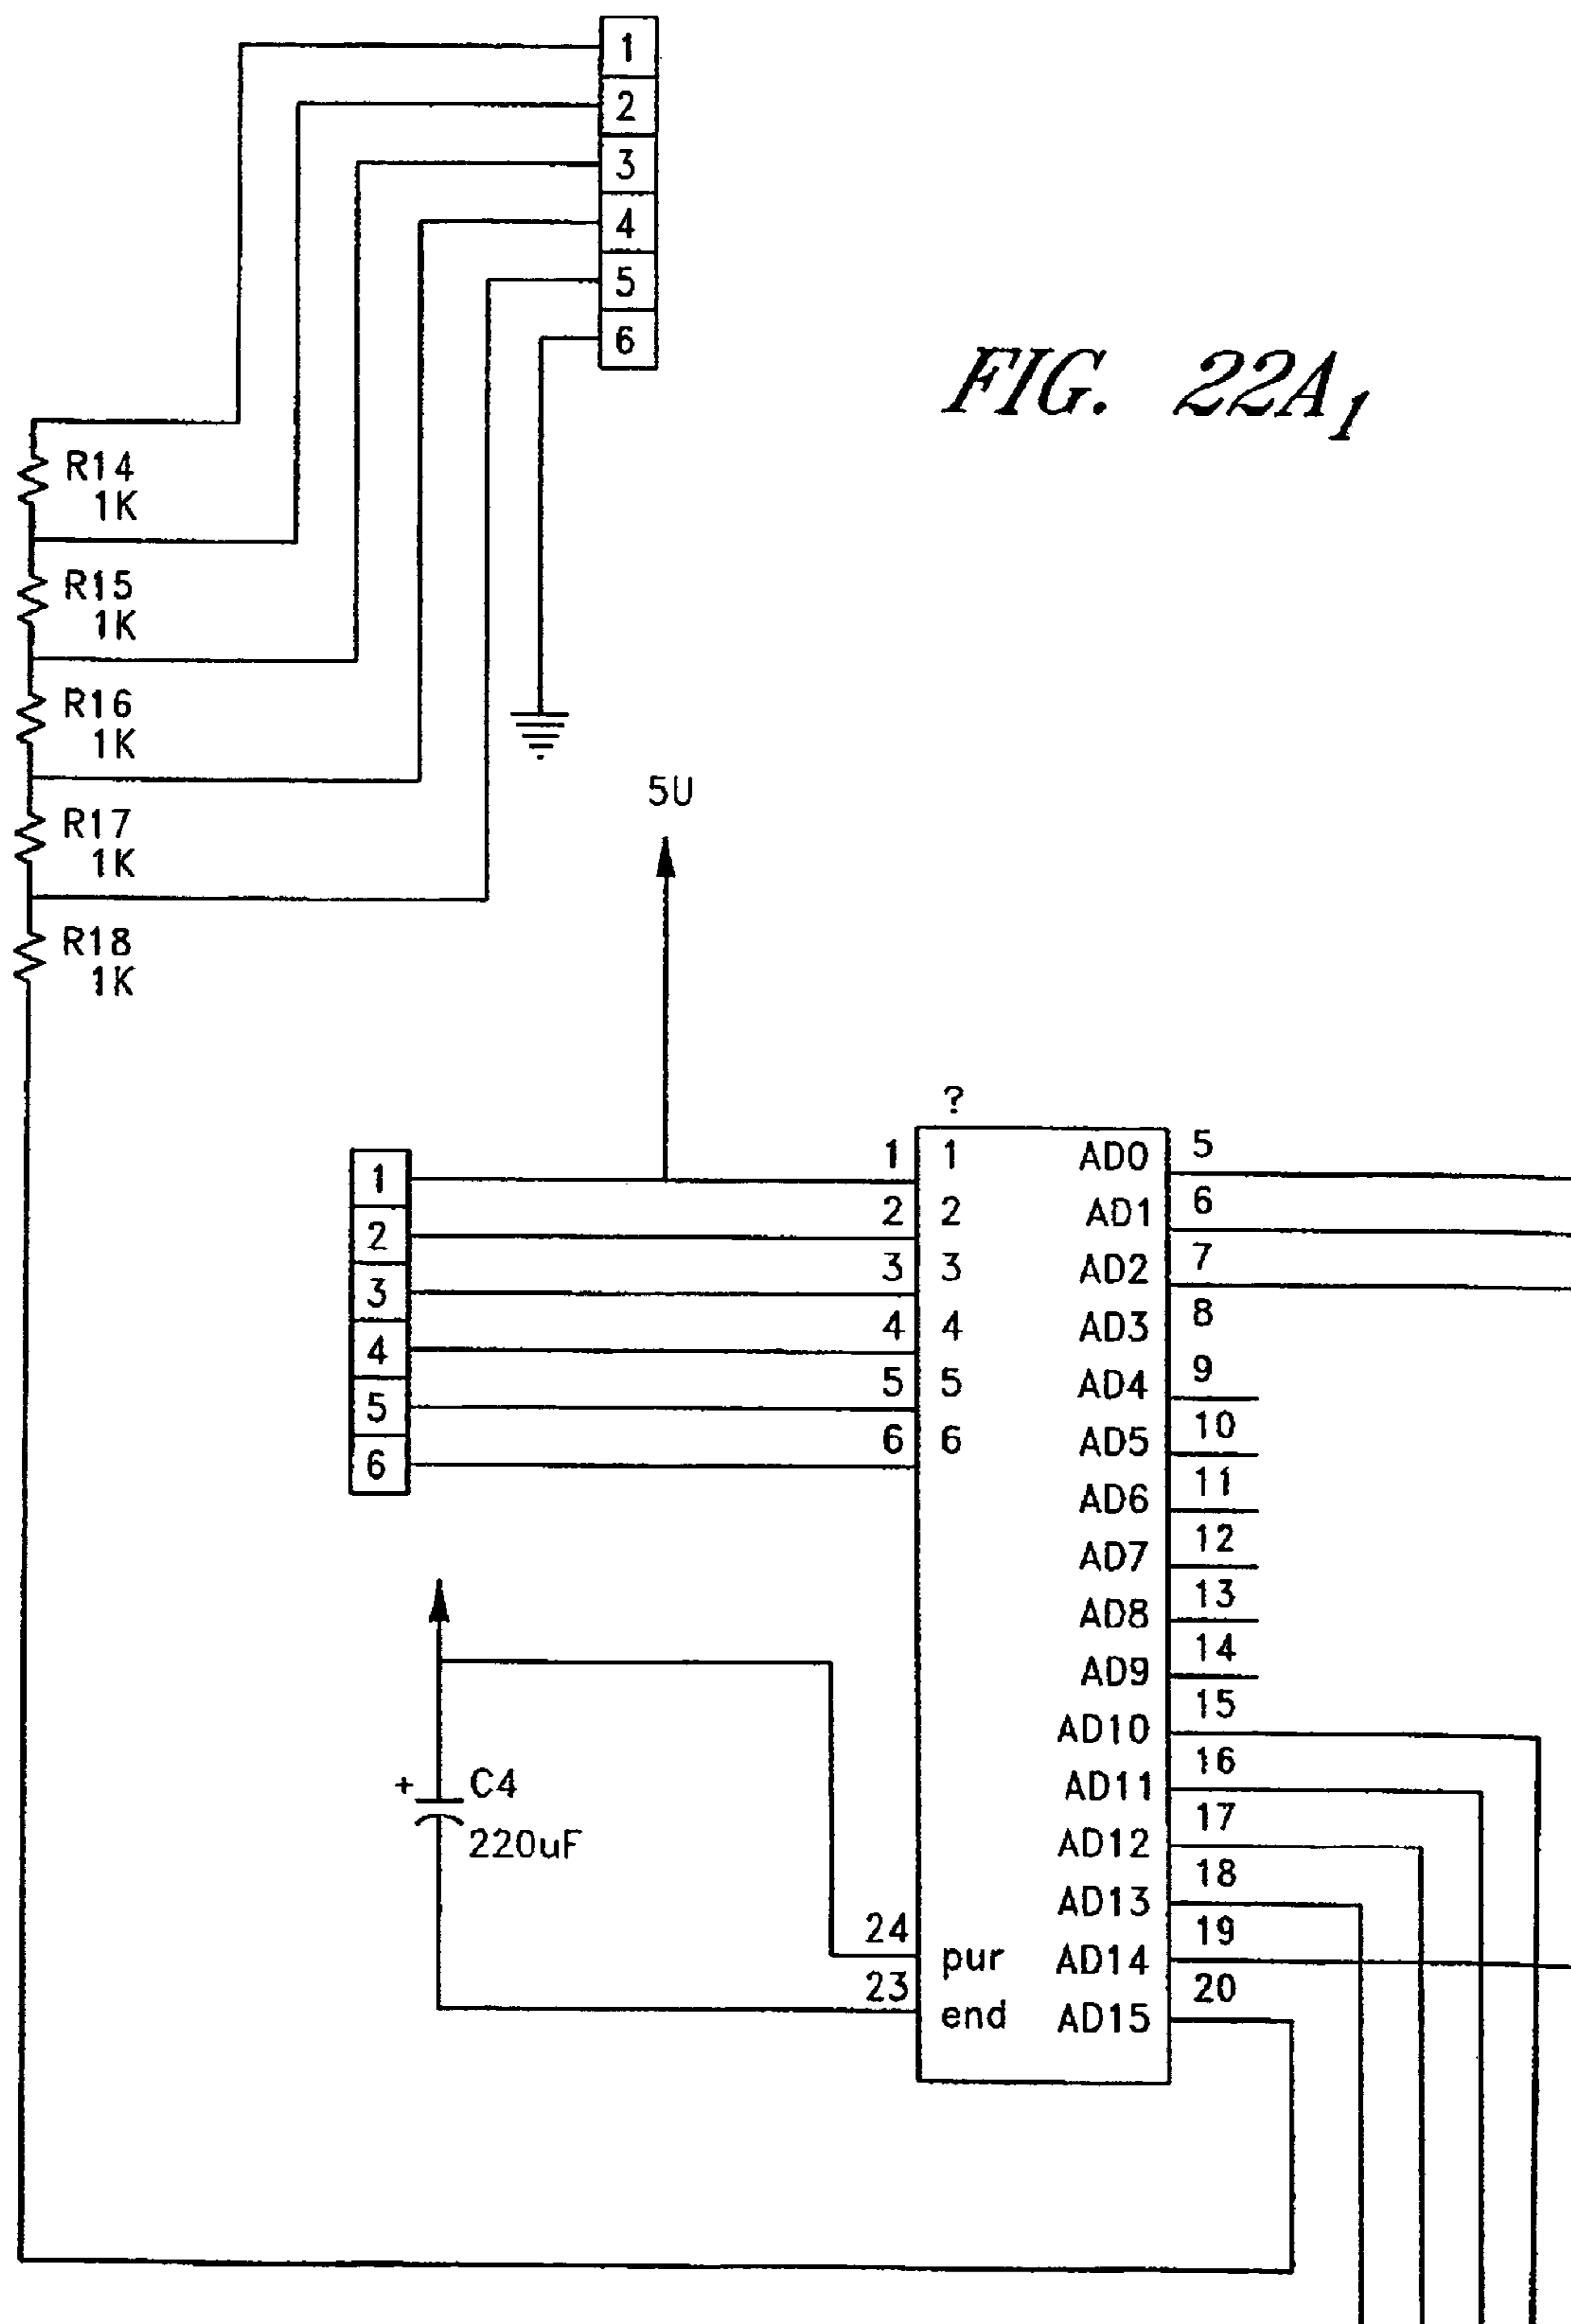 1
2
3
4
5
6
FIG. 22A1
R14
1K
R15
1K
R16
1K
R17
1K
R18
1K
5U
?
1
2
3
4
5
6
1 1 AD0 5
2 2 AD1 6
3 3 AD2 7
4 4 AD3 8
5 5 AD4 9
6 6 AD5 10
AD6 11
AD7 12
AD8 13
AD9 14
AD10 15
AD11 16
AD12 17
AD13 18
24 pur AD14 19
23 end AD15 20
+ C4
220uF